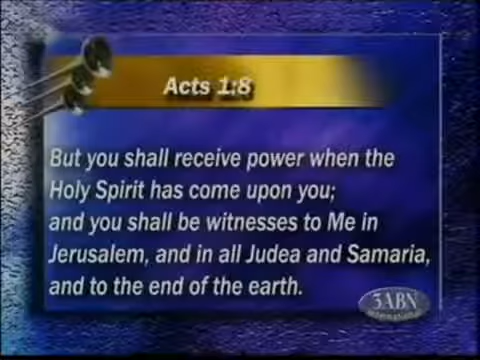 Acts 1:8
But you shall receive power when the
Holy Spirit has come upon you;
and you shall be witnesses to Me in
Jerusalem, and in all Judea and Samaria,
and to the end of the earth.
3ABN
International